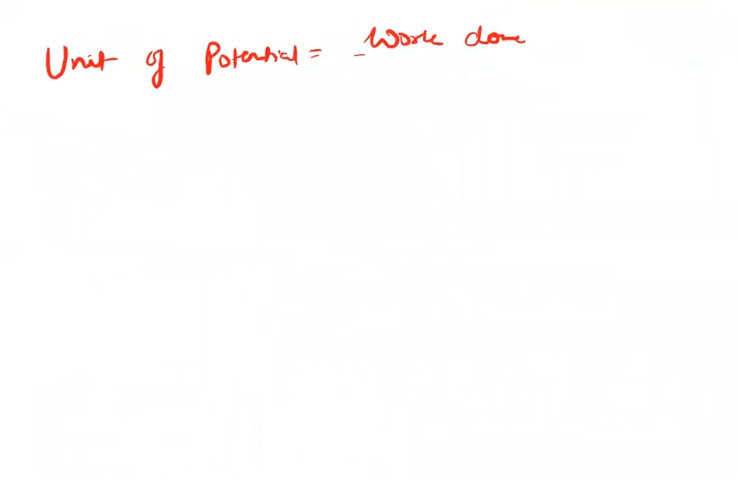 Unit of Potential = Work done